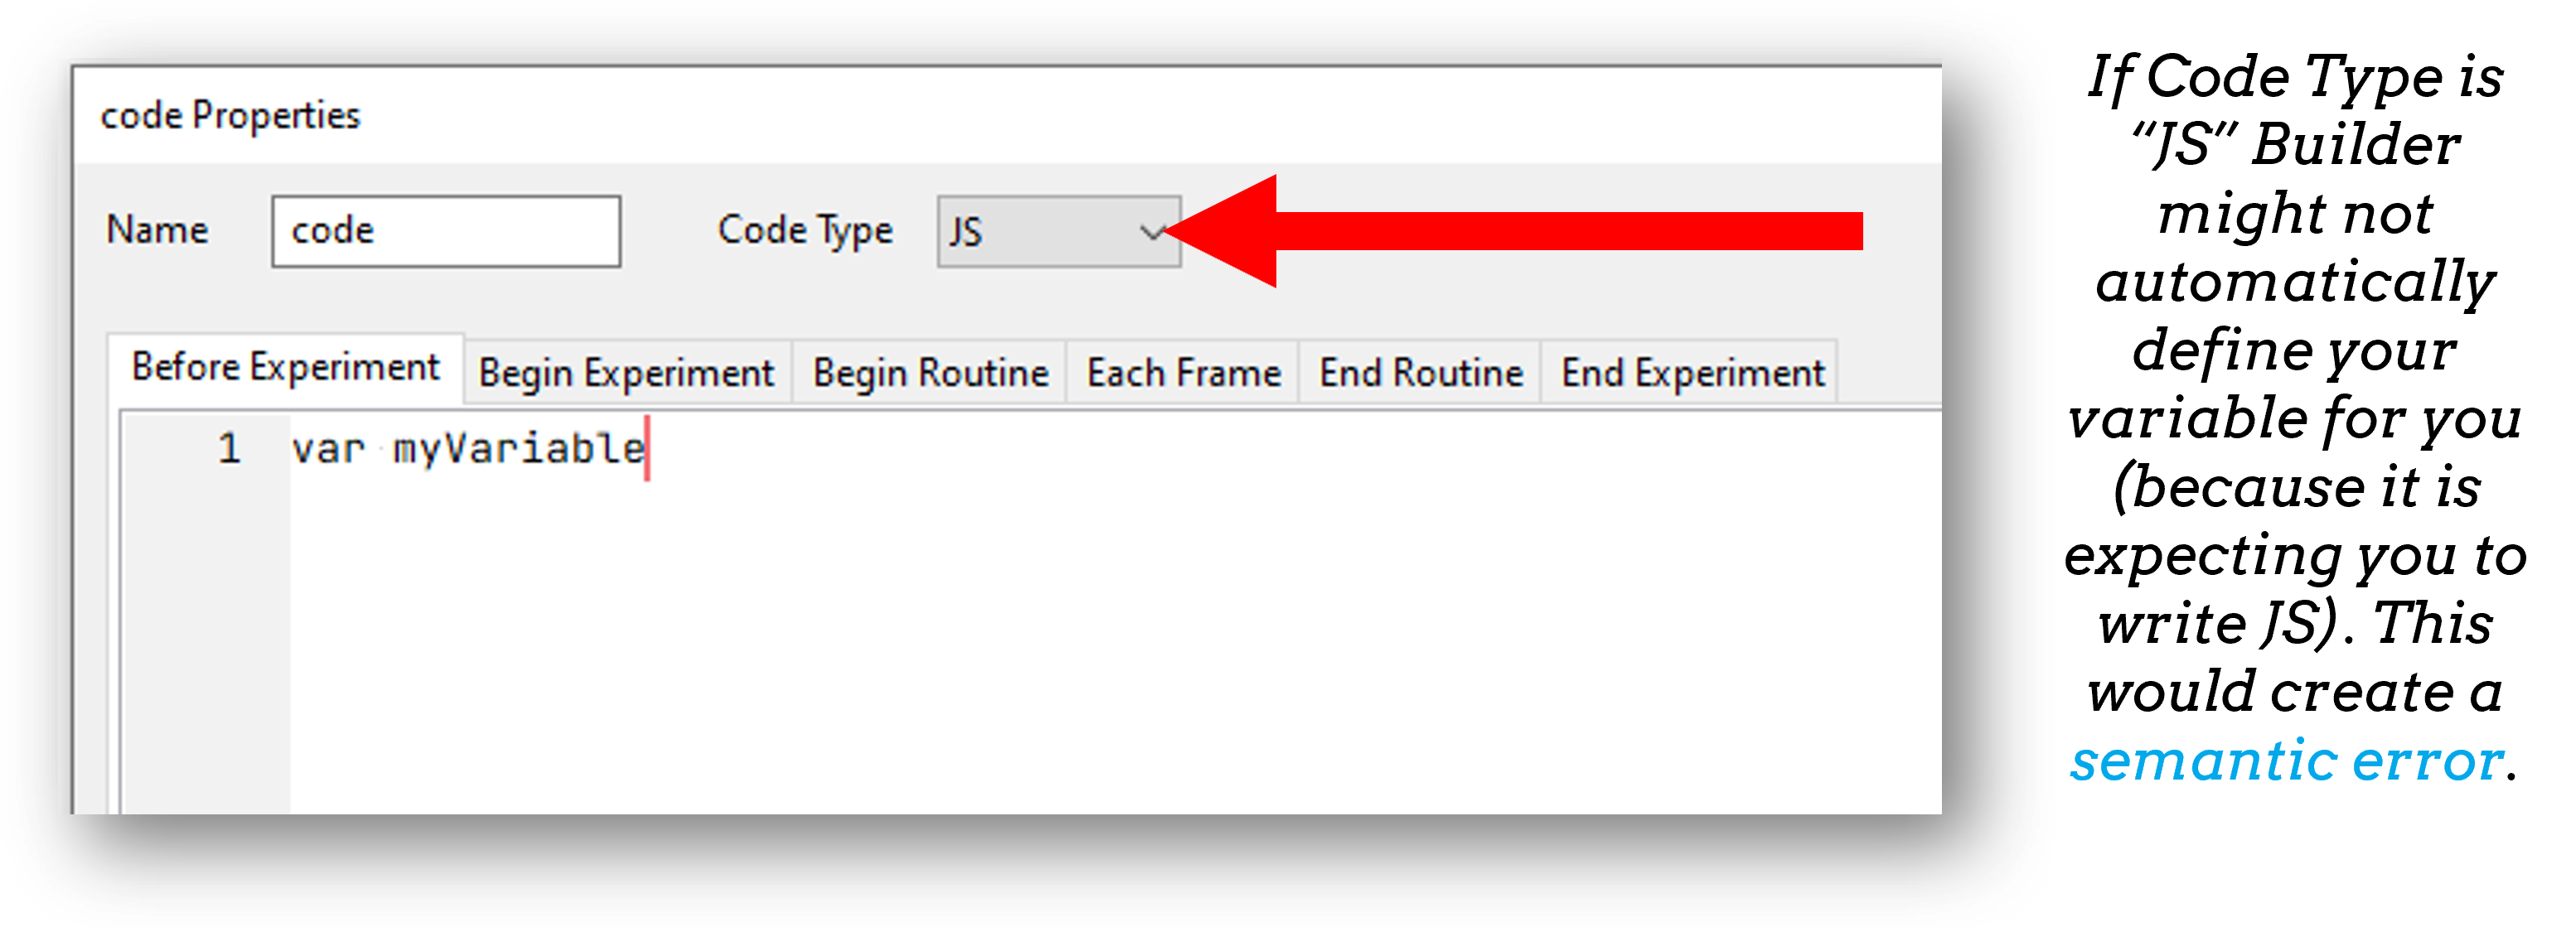 code Properties
Name code Code Type JS
Before Experiment Begin Experiment Begin Routine Each Frame End Routine End Experiment
1 var myVariable
If Code Type is
“JS” Builder
might not
automatically
define your
variable for you
(because it is
expecting you to
write JS). This
would create a
semantic error.